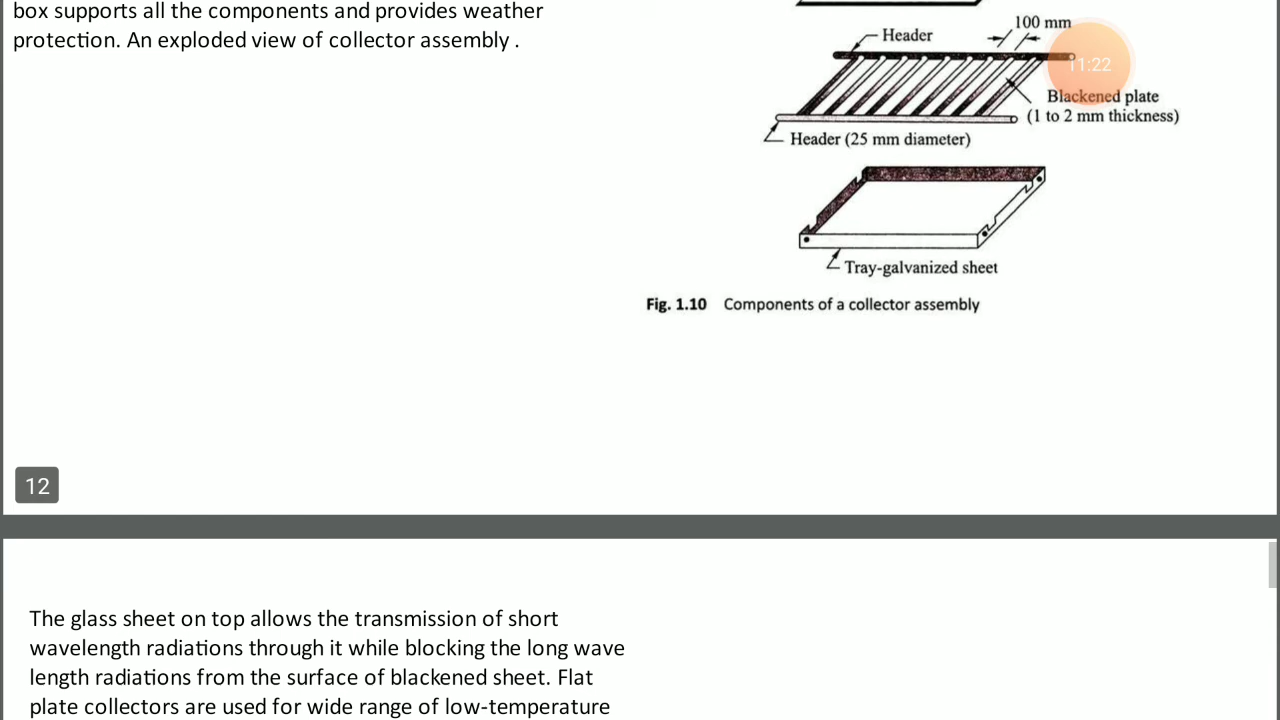 box supports all the components and provides weather
protection. An exploded view of collector assembly .
100 mm
Header
11:22
Blackened plate
(1 to 2 mm thickness)
Header (25 mm diameter)
Tray-galvanized sheet
Fig. 1.10 Components of a collector assembly
12
The glass sheet on top allows the transmission of short
wavelength radiations through it while blocking the long wave
length radiations from the surface of blackened sheet. Flat
plate collectors are used for wide range of low-temperature